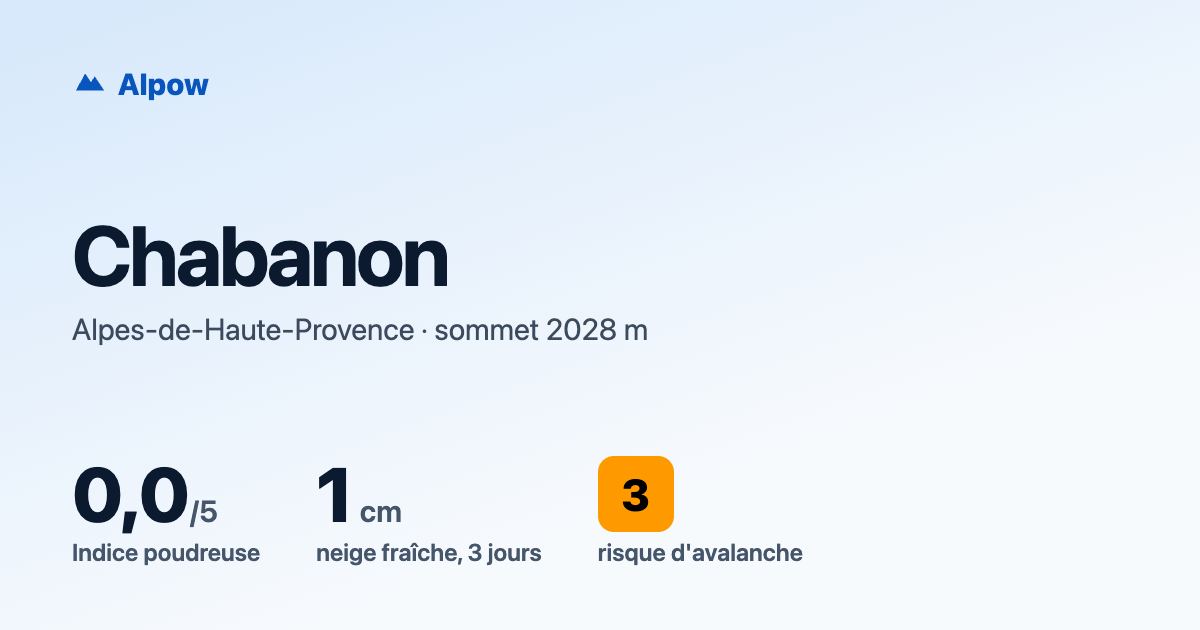 Alpow
Chabanon
Alpes-de-Haute-Provence · sommet 2028 m
0,0/5
Indice poudreuse
1 cm
neige fraîche, 3 jours
3
risque d'avalanche